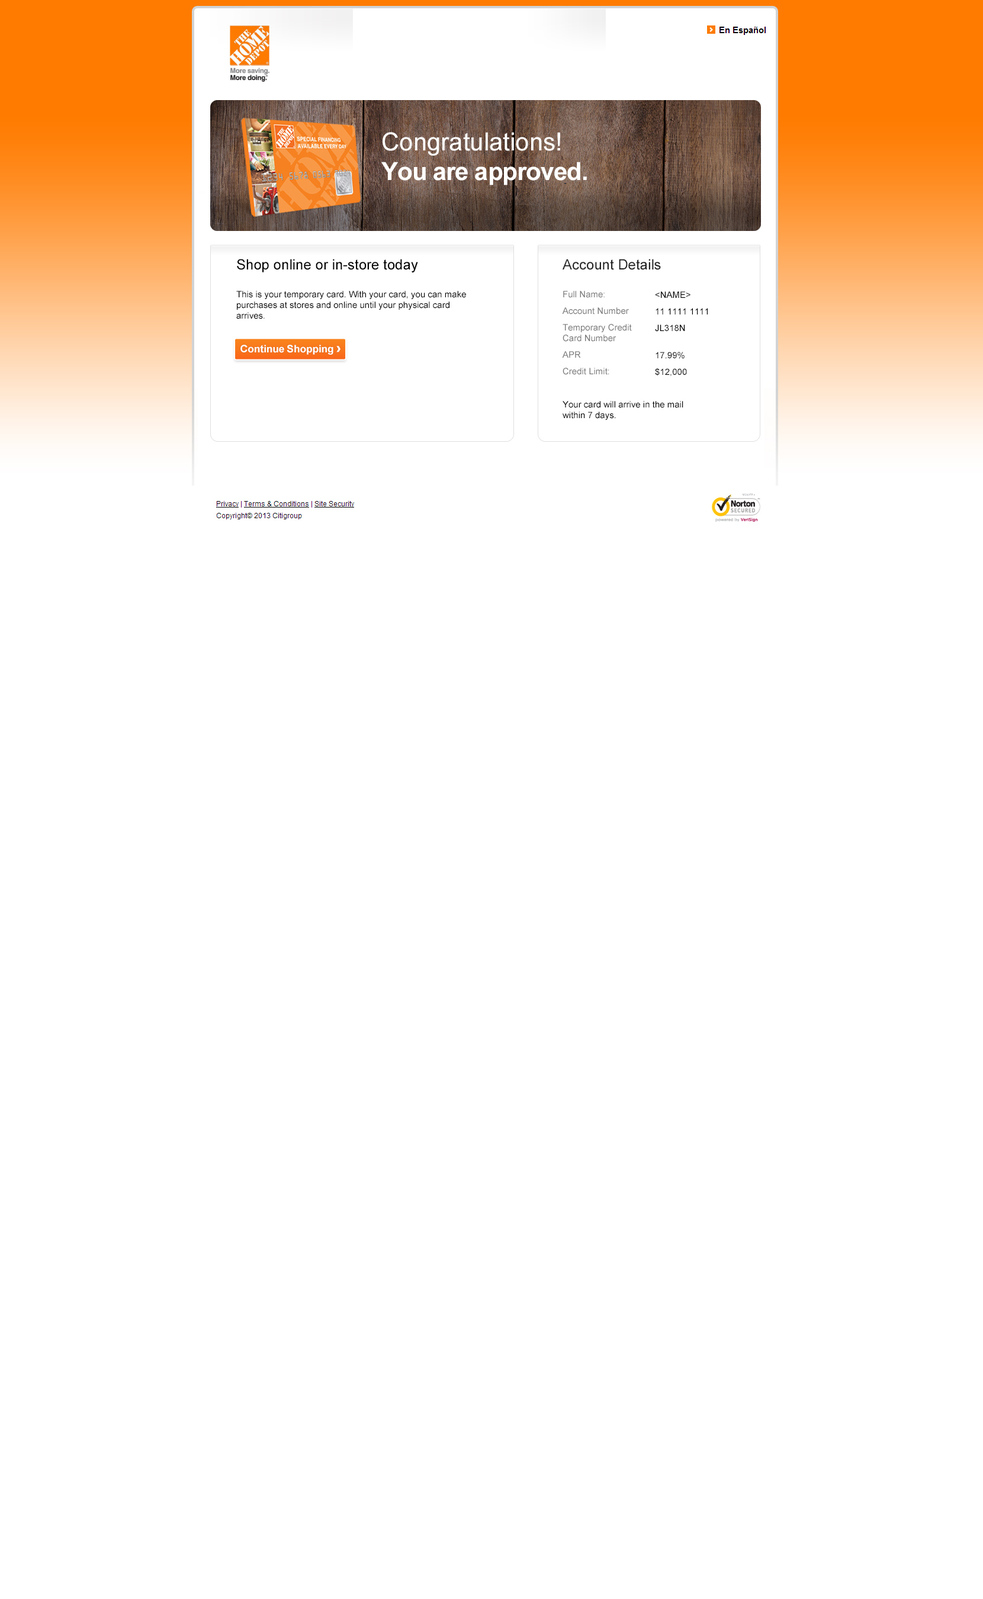 THE HOME DEPOT
More saving.
More doing.
En Español
THE HOME DEPOT
SPECIAL FINANCING
AVAILABLE EVERY DAY
Congratulations!
You are approved.
Shop online or in-store today
This is your temporary card. With your card, you can make
purchases at stores and online until your physical card
arrives.
Continue Shopping ›
Account Details
Full Name: <NAME>
Account Number 11 1111 1111
Temporary Credit JL318N
Card Number
APR 17.99%
Credit Limit: $12,000
Your card will arrive in the mail
within 7 days.
Privacy | Terms & Conditions | Site Security
Copyright© 2013 Citigroup
Norton
SECURED
powered by VeriSign